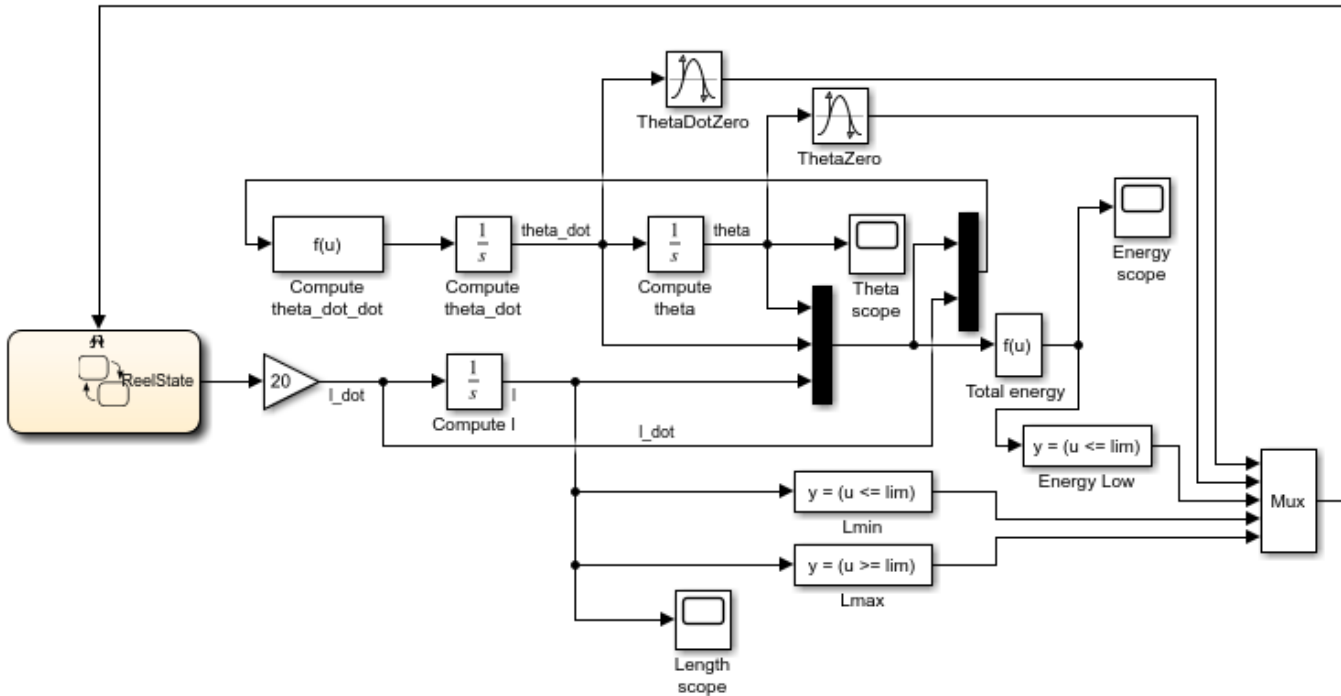 ThetaDotZero
ThetaZero
f(u)
Compute
theta_dot_dot
1
s
Compute
theta_dot
theta_dot
1
s
Compute
theta
theta
Theta
scope
Energy
scope
ReelState
20
l_dot
1
s
Compute l
l
l_dot
f(u)
Total energy
y = (u <= lim)
Energy Low
y = (u <= lim)
Lmin
y = (u >= lim)
Lmax
Mux
Length
scope